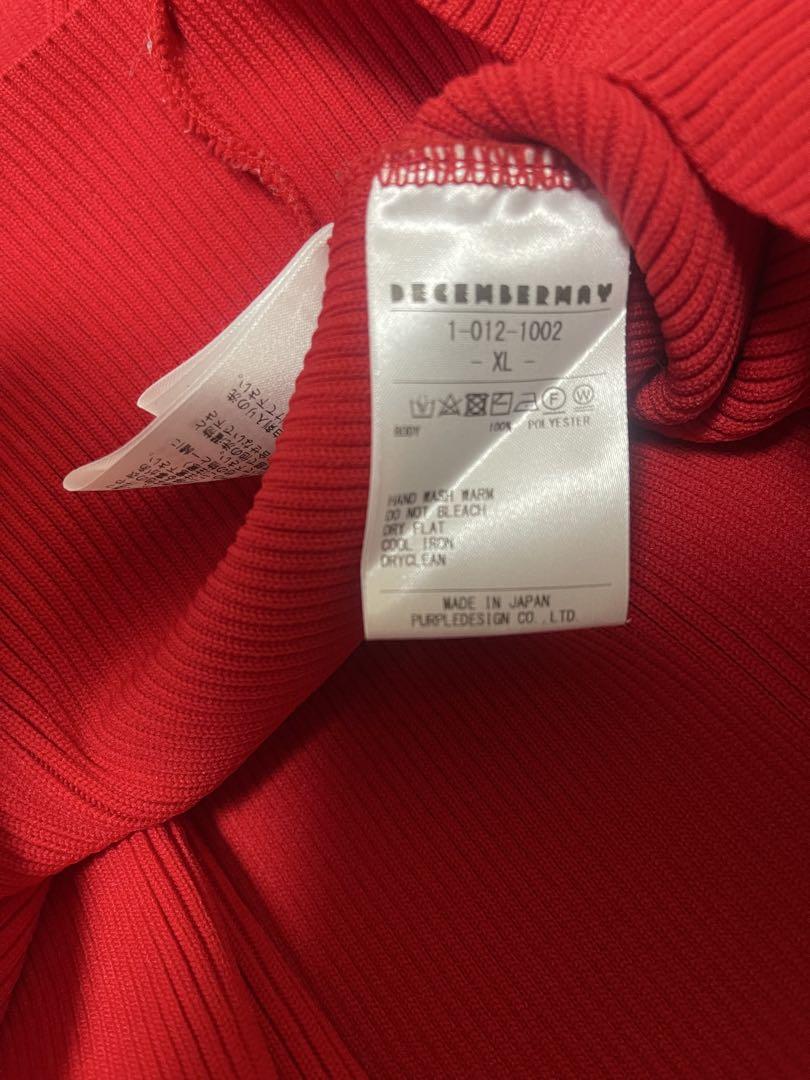 DECEMBERMAY
1-012-1002
- XL -
BODY 100% POLYESTER
HAND WASH WARM
DO NOT BLEACH
DRY FLAT
COOL IRON
DRYCLEAN
MADE IN JAPAN
PURPLEDESIGN CO.,LTD.